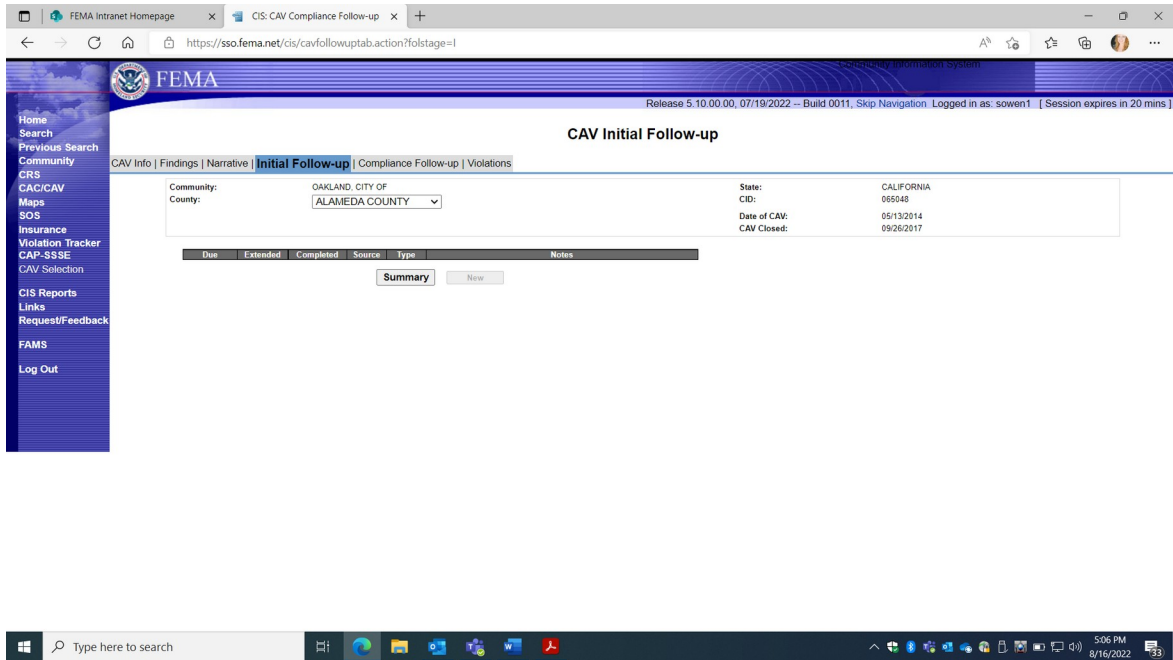 FEMA Intranet Homepage
CIS: CAV Compliance Follow-up
https://sso.fema.net/cis/cavfollowuptab.action?folstage=I
Community Information System
FEMA
Release 5.10.00.00, 07/19/2022 -- Build 0011, Skip Navigation Logged in as: sowen1 [ Session expires in 20 mins ]
Home
Search
Previous Search
Community
CRS
CAC/CAV
Maps
SOS
Insurance
Violation Tracker
CAP-SSSE
CAV Selection
CIS Reports
Links
Request/Feedback
FAMS
Log Out
CAV Initial Follow-up
CAV Info | Findings | Narrative | Initial Follow-up | Compliance Follow-up | Violations
Community: OAKLAND, CITY OF State: CALIFORNIA
County: ALAMEDA COUNTY CID: 065048
Date of CAV: 05/13/2014
CAV Closed: 09/26/2017
Due Extended Completed Source Type Notes
Summary New
Type here to search
5:06 PM
8/16/2022
33